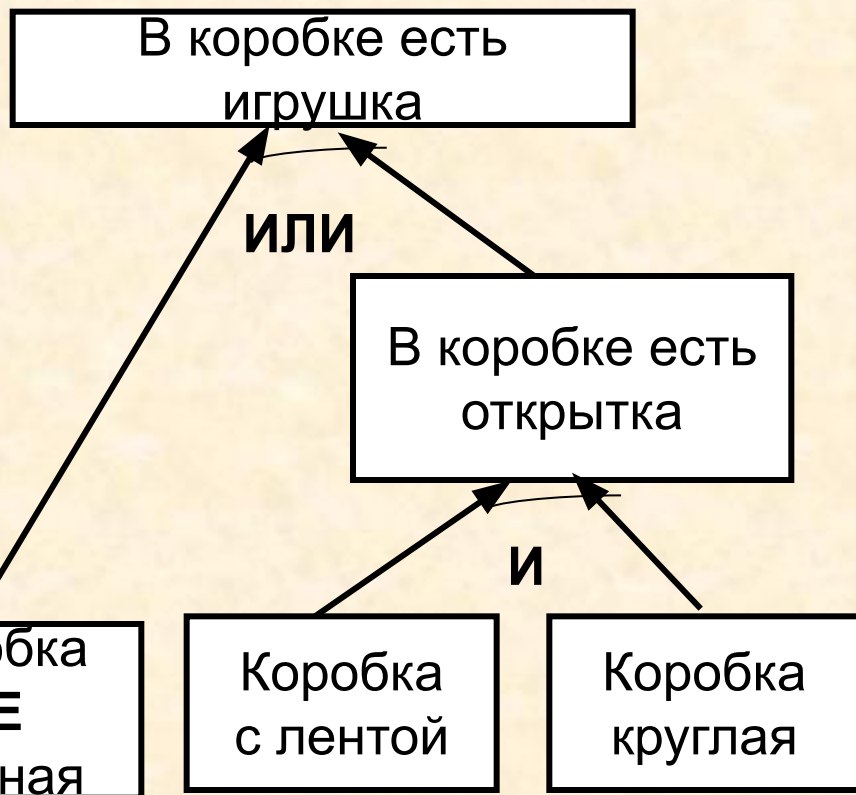 В коробке есть
игрушка
ИЛИ
В коробке есть
открытка
И
Коробка
с лентой
Коробка
круглая